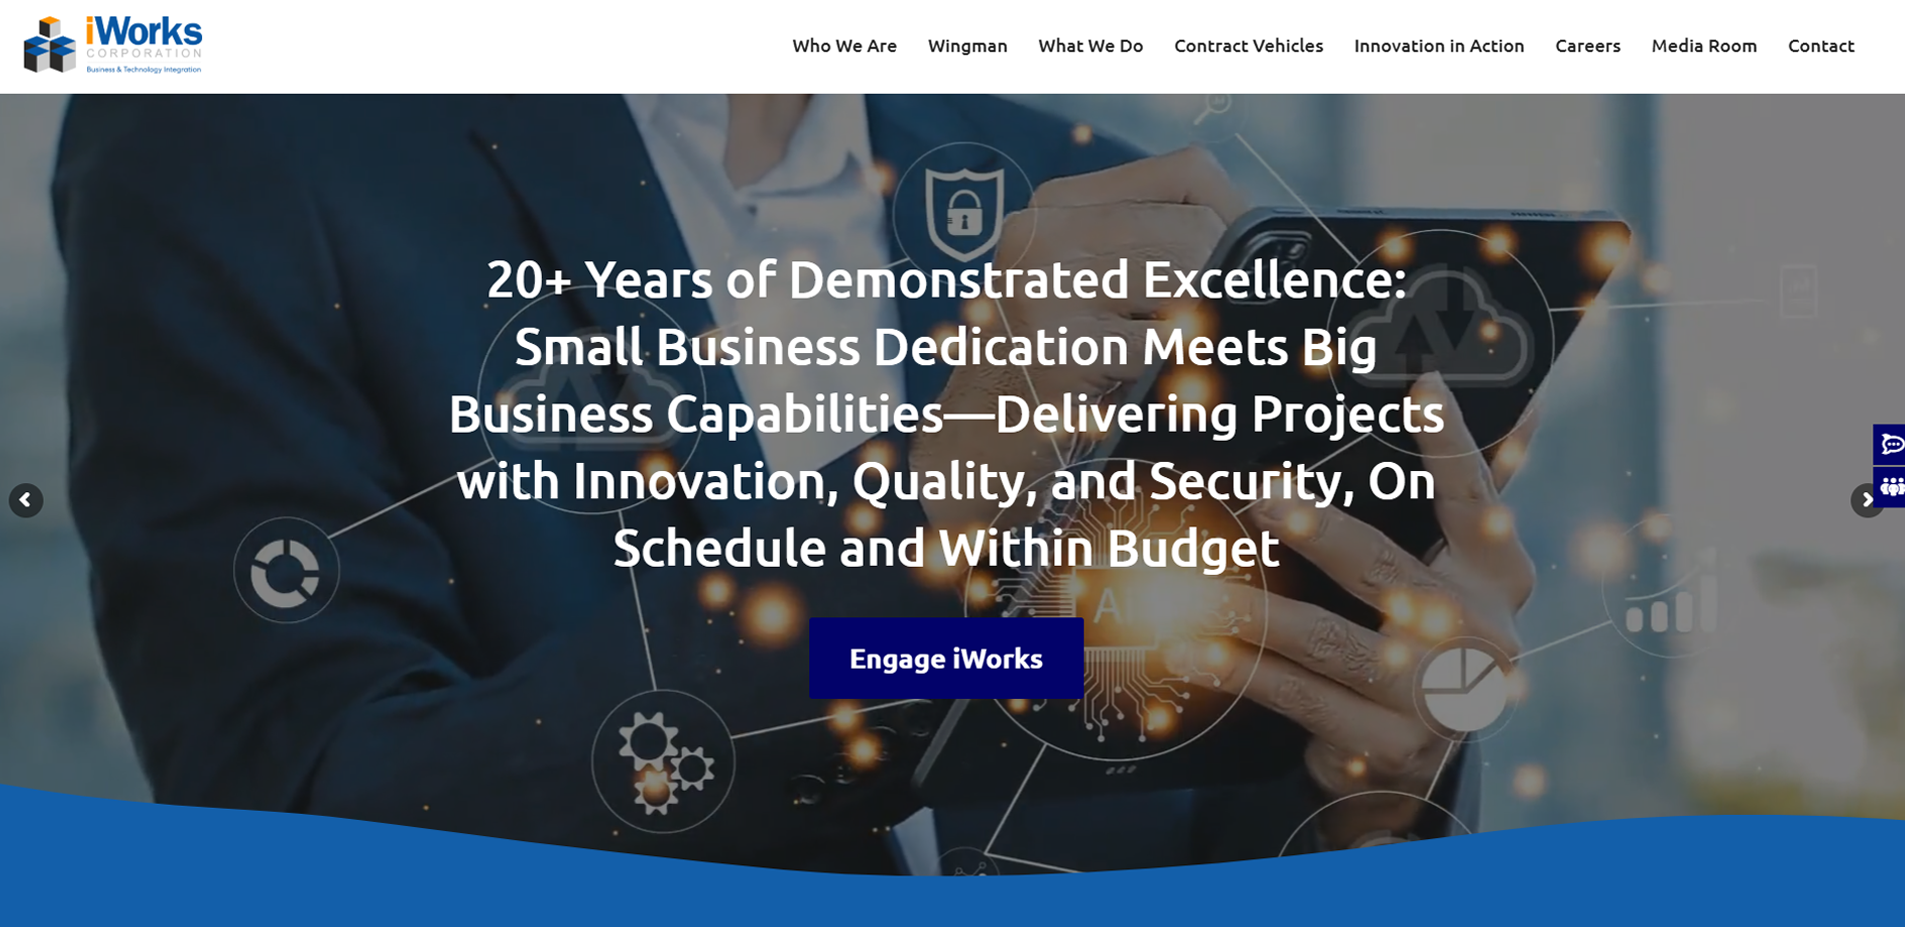 iWorks
CORPORATION
Business & Technology Integration
Who We Are Wingman What We Do Contract Vehicles Innovation in Action Careers Media Room Contact
20+ Years of Demonstrated Excellence:
Small Business Dedication Meets Big
Business Capabilities—Delivering Projects
with Innovation, Quality, and Security, On
Schedule and Within Budget
Engage iWorks